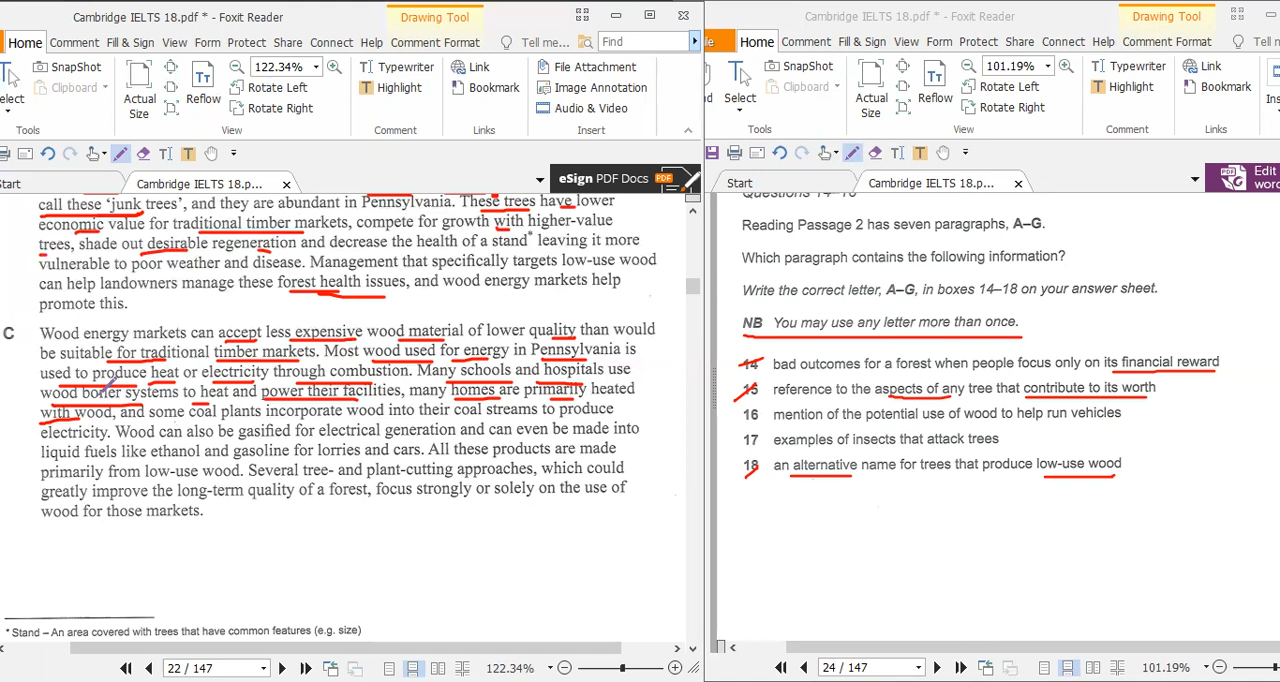 Cambridge IELTS 18.pdf * - Foxit Reader
Drawing Tool
Home Comment Fill & Sign View Form Protect Share Connect Help Comment Format Tell me... Find
SnapShot
Clipboard
Actual Size
Reflow
122.34%
Rotate Left
Rotate Right
Typewriter
Highlight
Link
Bookmark
File Attachment
Image Annotation
Audio & Video
Tools View Comment Links Insert
Start
Cambridge IELTS 18.p...
eSign PDF Docs
call these 'junk trees', and they are abundant in Pennsylvania. These trees have lower
economic value for traditional timber markets, compete for growth with higher-value
trees, shade out desirable regeneration and decrease the health of a stand* leaving it more
vulnerable to poor weather and disease. Management that specifically targets low-use wood
can help landowners manage these forest health issues, and wood energy markets help
promote this.
C Wood energy markets can accept less expensive wood material of lower quality than would
be suitable for traditional timber markets. Most wood used for energy in Pennsylvania is
used to produce heat or electricity through combustion. Many schools and hospitals use
wood boiler systems to heat and power their facilities, many homes are primarily heated
with wood, and some coal plants incorporate wood into their coal streams to produce
electricity. Wood can also be gasified for electrical generation and can even be made into
liquid fuels like ethanol and gasoline for lorries and cars. All these products are made
primarily from low-use wood. Several tree- and plant-cutting approaches, which could
greatly improve the long-term quality of a forest, focus strongly or solely on the use of
wood for those markets.
* Stand – An area covered with trees that have common features (e.g. size)
22 / 147
122.34%
Cambridge IELTS 18.pdf * - Foxit Reader
Drawing Tool
Home Comment Fill & Sign View Form Protect Share Connect Help Comment Format
SnapShot
Clipboard
Select
Actual Size
Reflow
101.19%
Rotate Left
Rotate Right
Typewriter
Highlight
Link
Bookmark
Tools View Comment Links
Start
Cambridge IELTS 18.p...
Edit
Reading Passage 2 has seven paragraphs, A–G.
Which paragraph contains the following information?
Write the correct letter, A–G, in boxes 14–18 on your answer sheet.
NB You may use any letter more than once.
14 bad outcomes for a forest when people focus only on its financial reward
15 reference to the aspects of any tree that contribute to its worth
16 mention of the potential use of wood to help run vehicles
17 examples of insects that attack trees
18 an alternative name for trees that produce low-use wood
24 / 147
101.19%